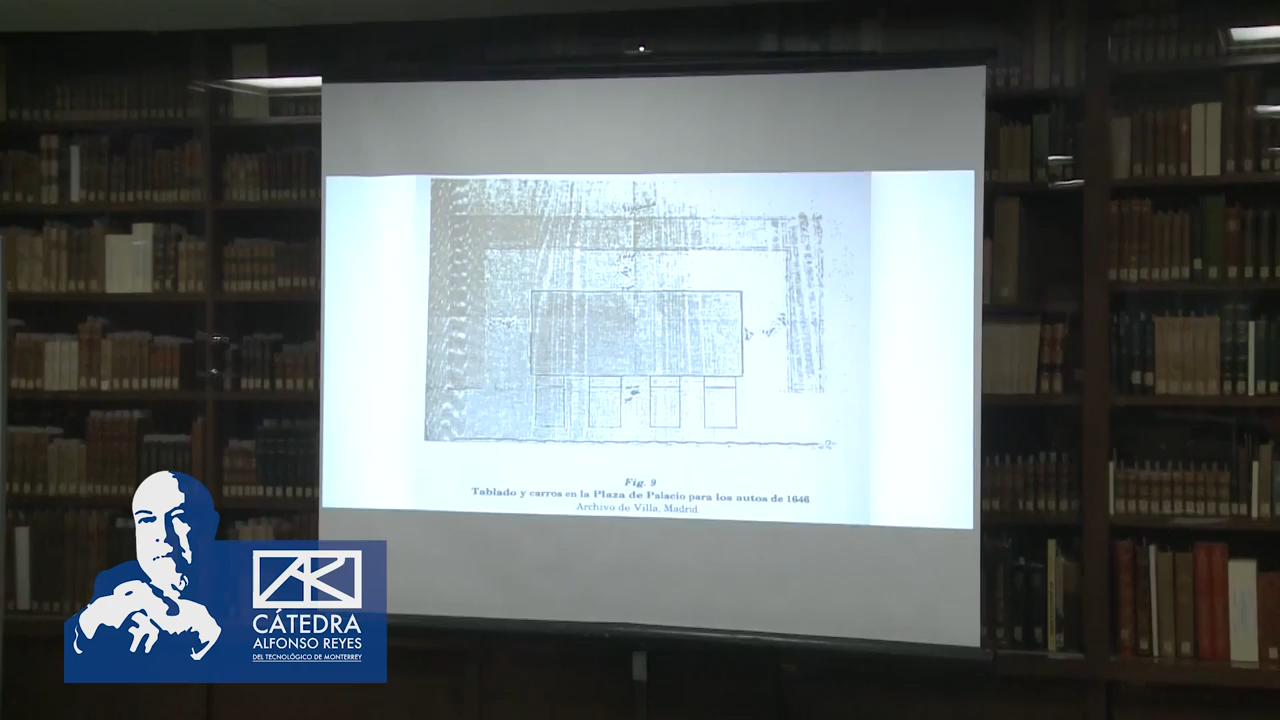 Fig. 9
Tablado y carros en la Plaza de Palacio para los autos de 1646
Archivo de Villa, Madrid
CÁTEDRA
ALFONSO REYES
DEL TECNOLÓGICO DE MONTERREY